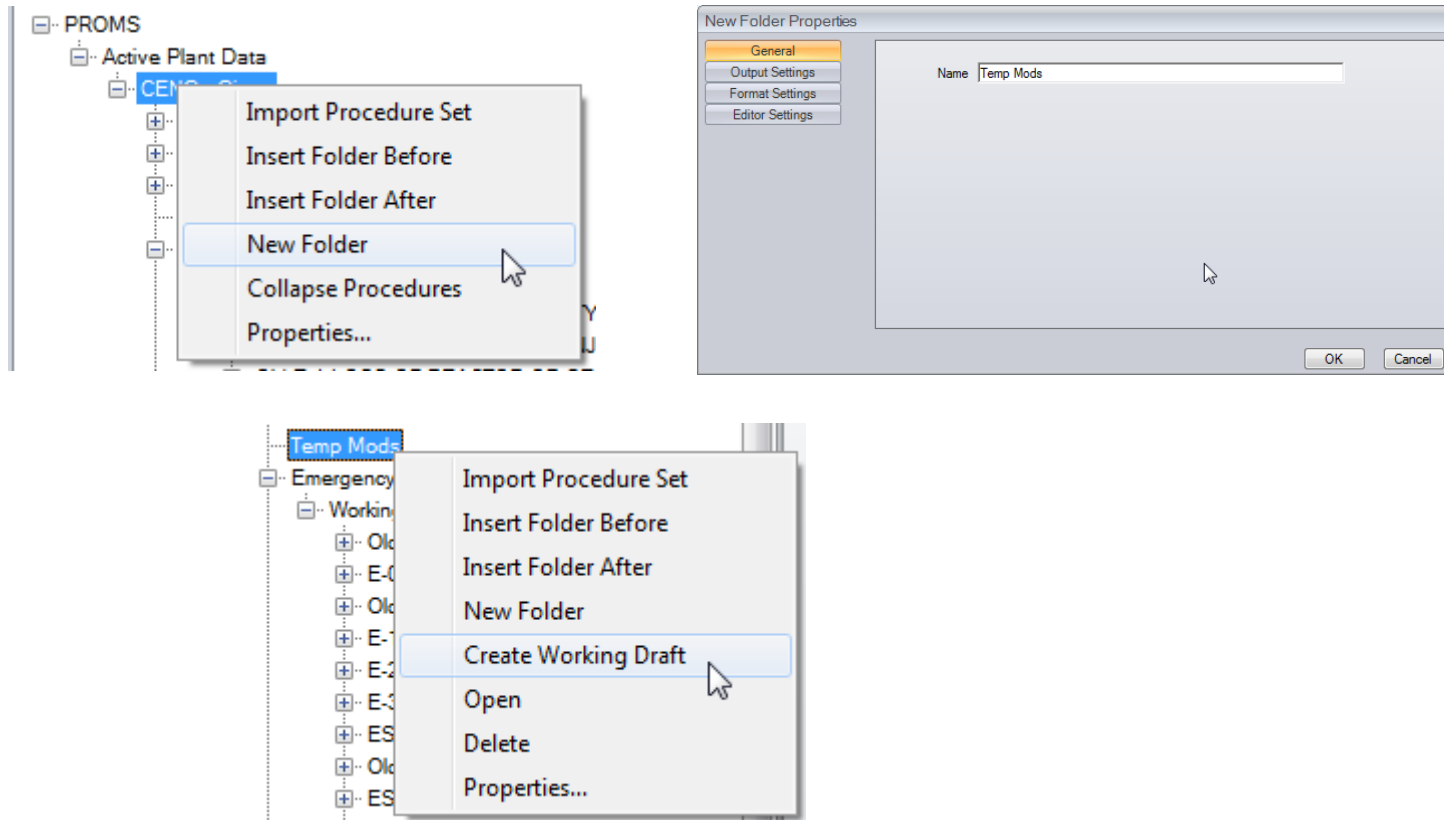 PROMS
Active Plant Data
Import Procedure Set
Insert Folder Before
Insert Folder After
New Folder
Collapse Procedures
Properties...
New Folder Properties
General
Output Settings
Format Settings
Editor Settings
Name Temp Mods
OK Cancel
Temp Mods
Emergency
Import Procedure Set
Insert Folder Before
Insert Folder After
New Folder
Create Working Draft
Open
Delete
Properties...